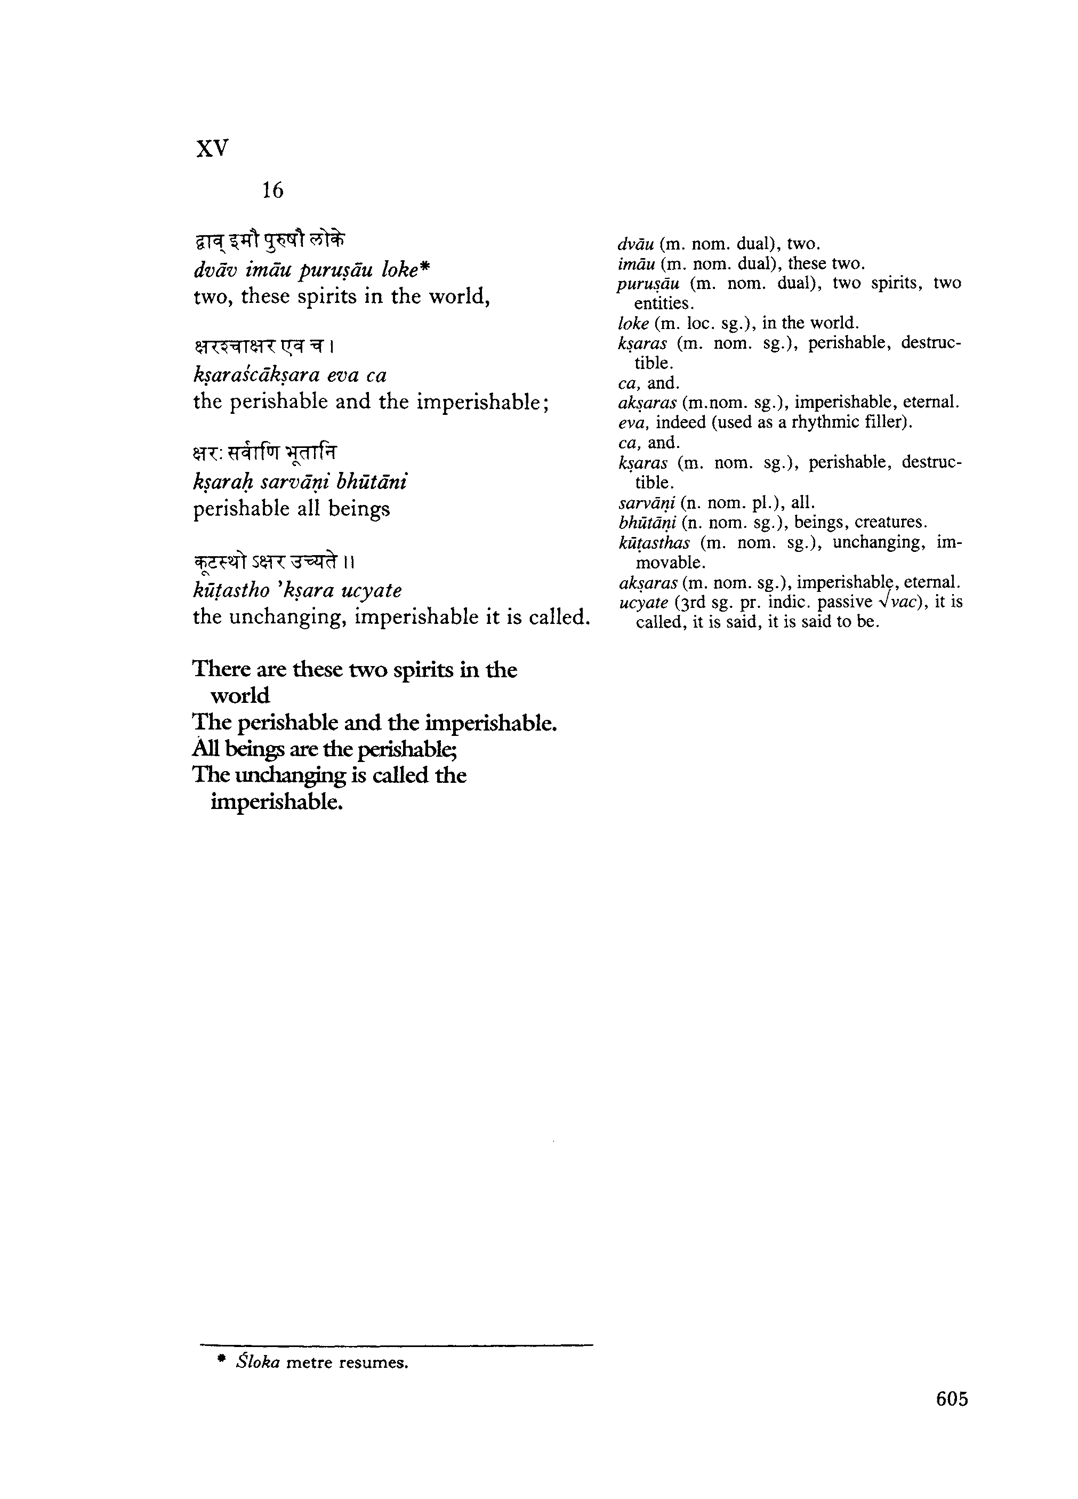 XV
16
द्वाव् इमौ पुरुषौ लोके
dvāv imāu puruṣāu loke*
two, these spirits in the world,
क्षरश्चाक्षर एव च ।
kṣaraścākṣara eva ca
the perishable and the imperishable;
क्षरः सर्वाणि भूतानि
kṣaraḥ sarvāṇi bhūtāni
perishable all beings
कूटस्थो ऽक्षर उच्यते ॥
kūṭastho ’kṣara ucyate
the unchanging, imperishable it is called.
There are these two spirits in the
world
The perishable and the imperishable.
All beings are the perishable;
The unchanging is called the
imperishable.
dvāu (m. nom. dual), two.
imāu (m. nom. dual), these two.
puruṣāu (m. nom. dual), two spirits, two
entities.
loke (m. loc. sg.), in the world.
kṣaras (m. nom. sg.), perishable, destruc-
tible.
ca, and.
akṣaras (m.nom. sg.), imperishable, eternal.
eva, indeed (used as a rhythmic filler).
ca, and.
kṣaras (m. nom. sg.), perishable, destruc-
tible.
sarvāṇi (n. nom. pl.), all.
bhūtāṇi (n. nom. sg.), beings, creatures.
kūṭasthas (m. nom. sg.), unchanging, im-
movable.
akṣaras (m. nom. sg.), imperishable, eternal.
ucyate (3rd sg. pr. indic. passive √vac), it is
called, it is said, it is said to be.
* Śloka metre resumes.
605